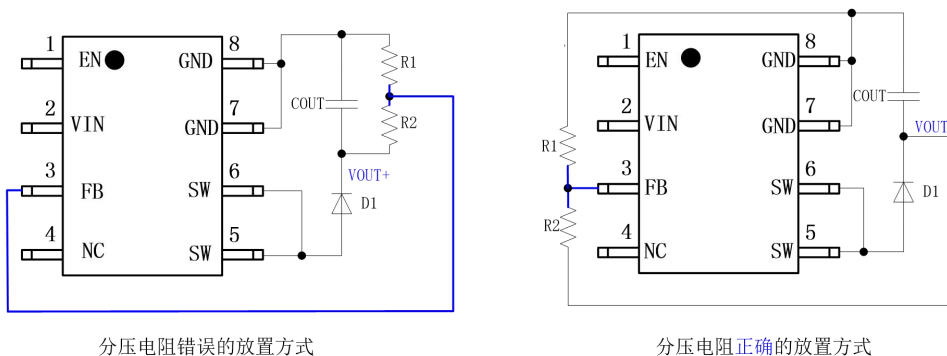 1 EN
8 GND
2 VIN
7 GND
3 FB
6 SW
4 NC
5 SW
COUT
R1
R2
VOUT+
D1
分压电阻错误的放置方式
1 EN
8 GND
2 VIN
7 GND
3 FB
6 SW
4 NC
5 SW
COUT
R1
R2
VOUT
D1
分压电阻正确的放置方式